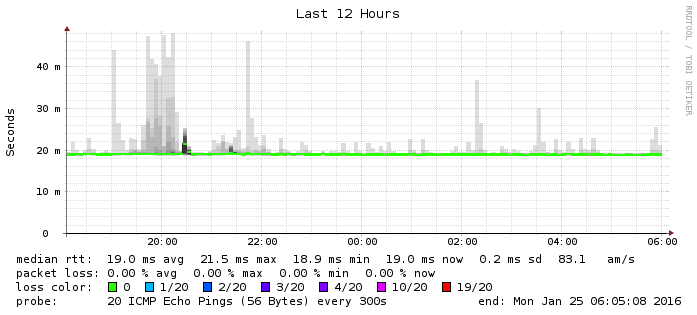 Last 12 Hours
RRDTOOL / TOBI OETIKER
Seconds
40 m
30 m
20 m
10 m
0
20:00 22:00 00:00 02:00 04:00 06:00
median rtt: 19.0 ms avg 21.5 ms max 18.9 ms min 19.0 ms now 0.2 ms sd 83.1 am/s
packet loss: 0.00 % avg 0.00 % max 0.00 % min 0.00 % now
loss color: 0 1/20 2/20 3/20 4/20 10/20 19/20
probe: 20 ICMP Echo Pings (56 Bytes) every 300s end: Mon Jan 25 06:05:08 2016